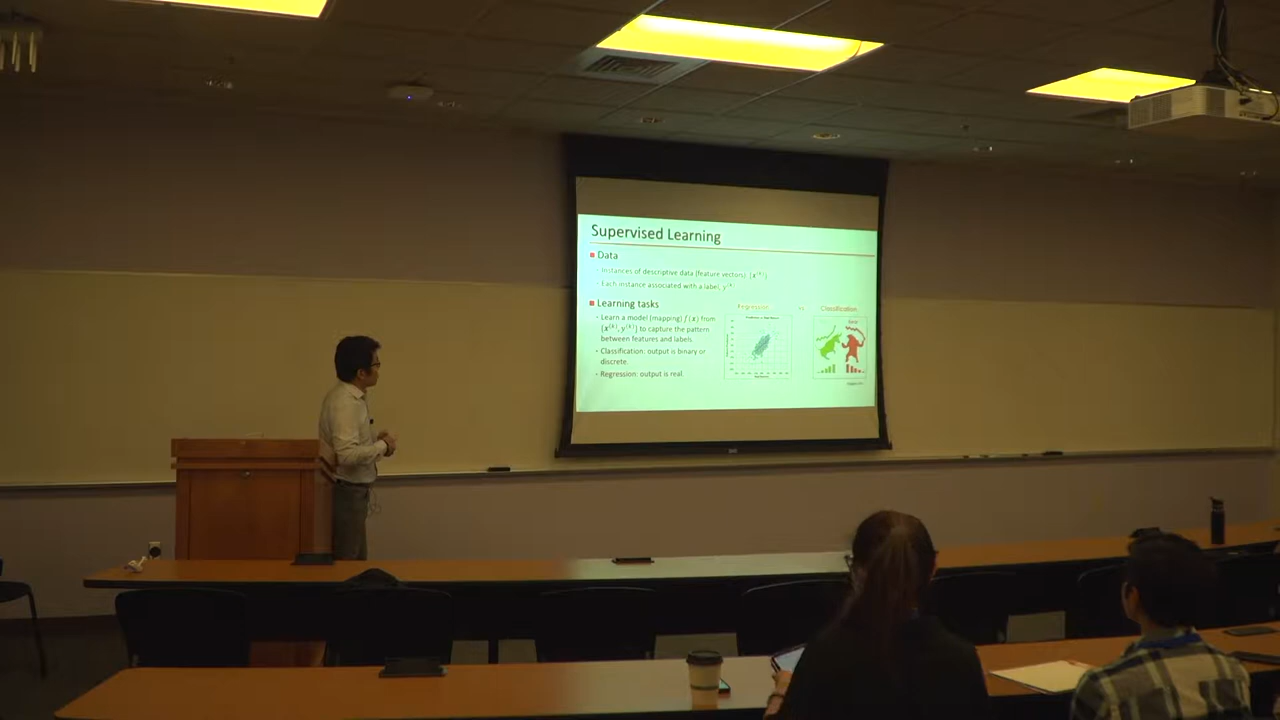 Supervised Learning
Data
- Instances of descriptive data (feature vectors): {x^(k)}
- Each instance associated with a label, y^(k)
Learning tasks
- Learn a model (mapping) f(x) from
{x^(k), y^(k)} to capture the pattern
between features and labels.
- Classification: output is binary or
discrete.
- Regression: output is real.
Regression vs Classification